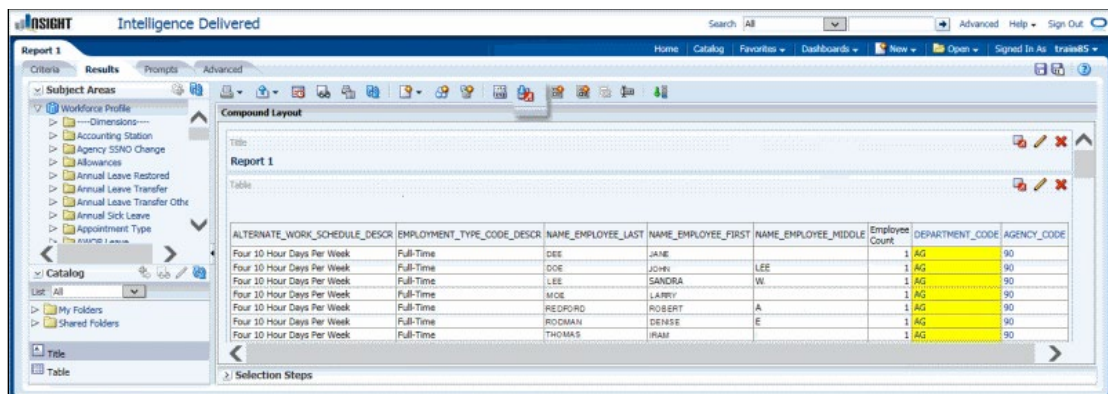 INSIGHT Intelligence Delivered Search All Advanced Help Sign Out
Report 1 Home Catalog Favorites Dashboards New Open Signed In As train85
Criteria Results Prompts Advanced
Subject Areas
Workforce Profile
----Dimensions----
Accounting Station
Agency SSNO Change
Allowances
Annual Leave Restored
Annual Leave Transfer
Annual Leave Transfer Othe
Annual Sick Leave
Appointment Type
AWOP Leave
Catalog
List All
My Folders
Shared Folders
Title
Table
Compound Layout
Title
Report 1
Table
ALTERNATE_WORK_SCHEDULE_DESCR EMPLOYMENT_TYPE_CODE_DESCR NAME_EMPLOYEE_LAST NAME_EMPLOYEE_FIRST NAME_EMPLOYEE_MIDDLE Employee Count DEPARTMENT_CODE AGENCY_CODE
Four 10 Hour Days Per Week Full-Time DEE JANE 1 AG 90
Four 10 Hour Days Per Week Full-Time DOE JOHN LEE 1 AG 90
Four 10 Hour Days Per Week Full-Time LEE SANDRA W. 1 AG 90
Four 10 Hour Days Per Week Full-Time MOE LARRY 1 AG 90
Four 10 Hour Days Per Week Full-Time REDFORD ROBERT A 1 AG 90
Four 10 Hour Days Per Week Full-Time RODMAN DENISE E 1 AG 90
Four 10 Hour Days Per Week Full-Time THOMAS IRAM 1 AG 90
Selection Steps